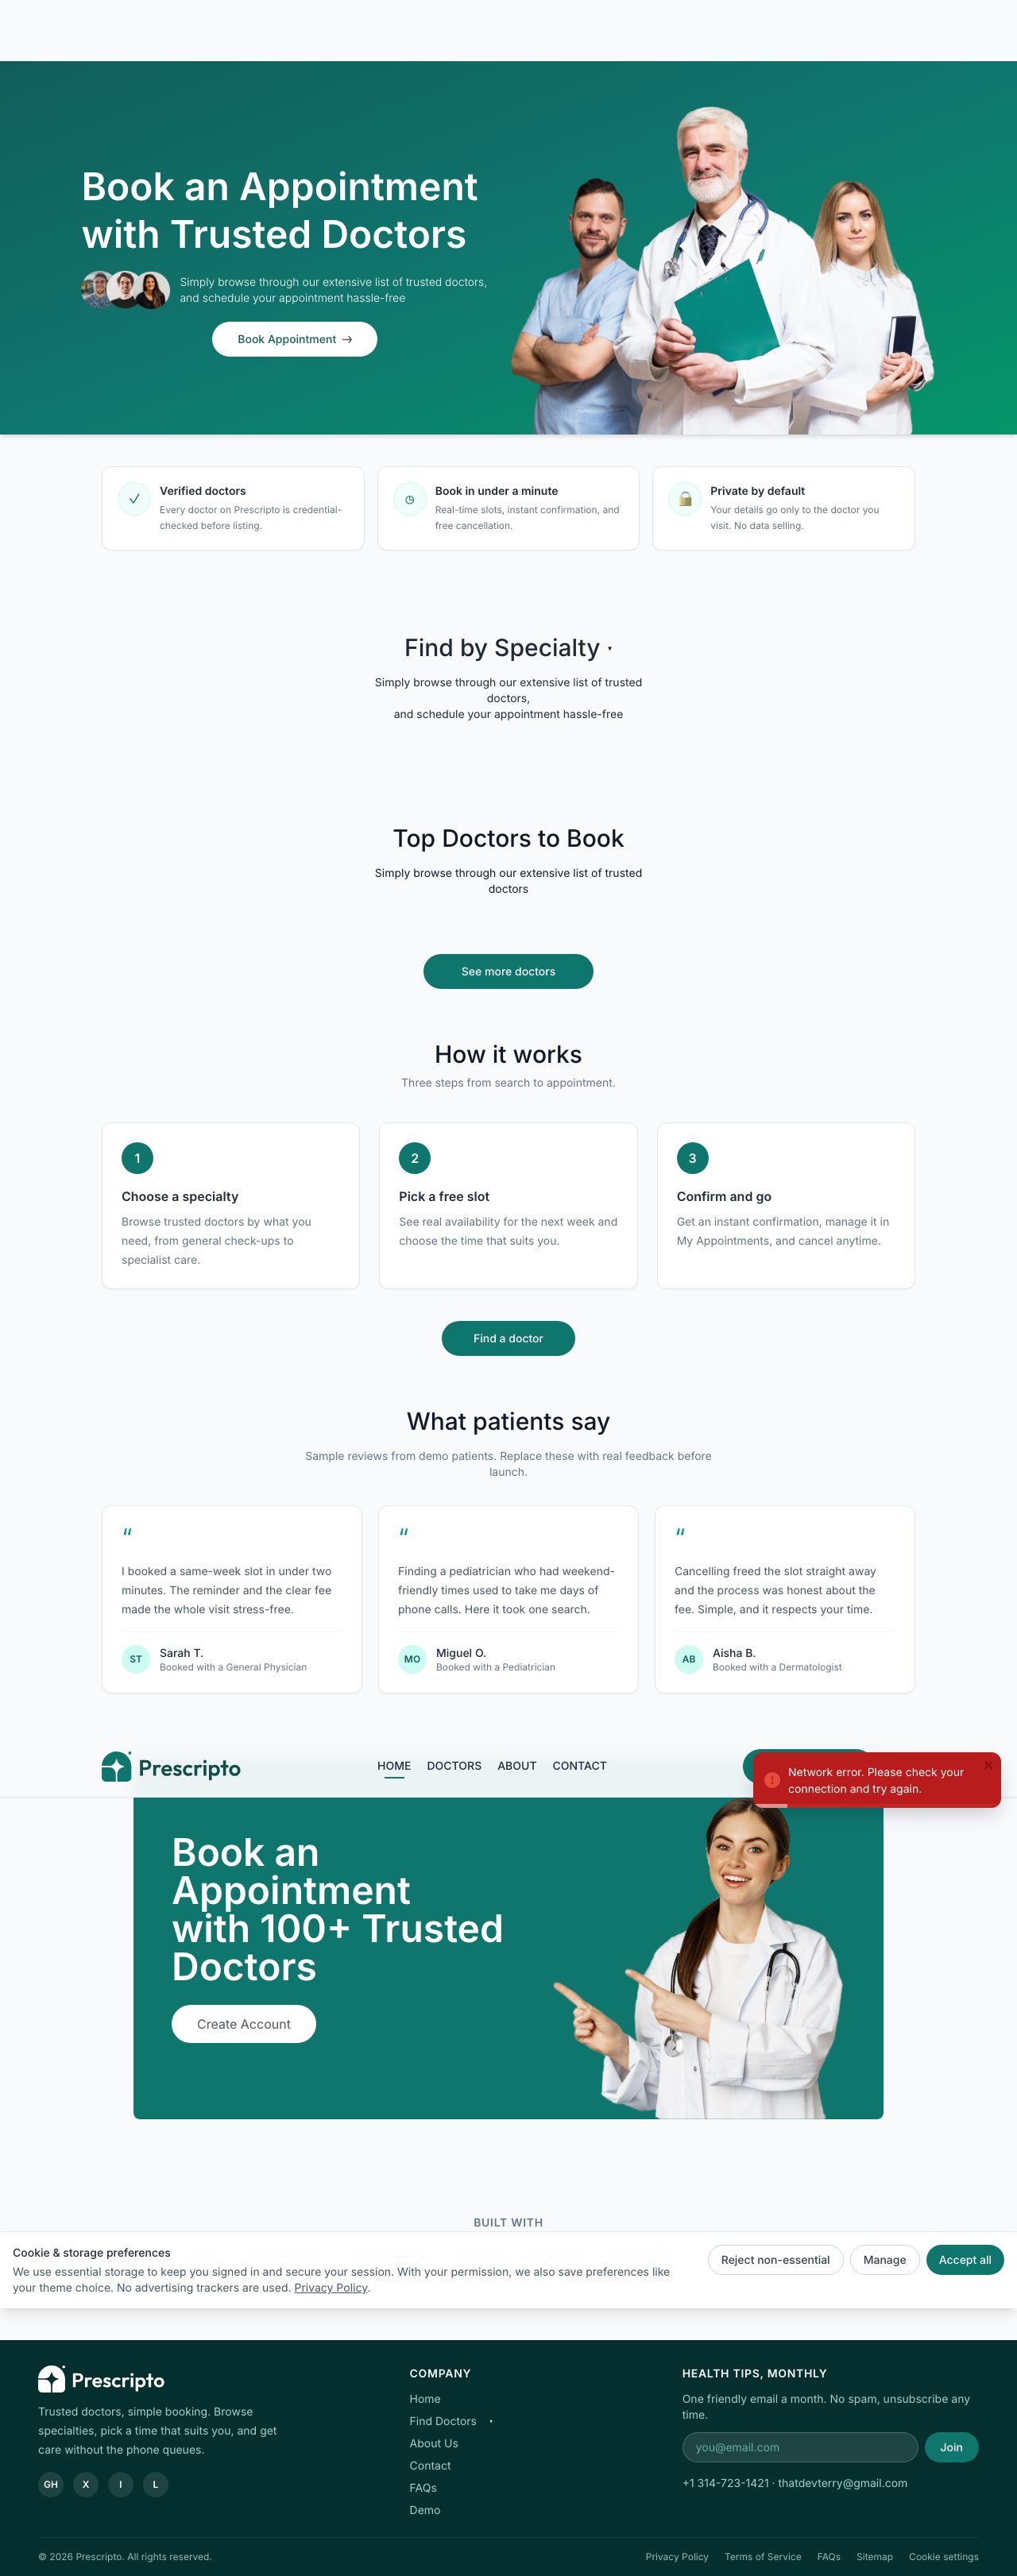 Book an Appointment
with Trusted Doctors
Simply browse through our extensive list of trusted doctors,
and schedule your appointment hassle-free
Book Appointment →
Verified doctors
Every doctor on Prescripto is credential-
checked before listing.
Book in under a minute
Real-time slots, instant confirmation, and
free cancellation.
Private by default
Your details go only to the doctor you
visit. No data selling.
Find by Specialty
Simply browse through our extensive list of trusted
doctors,
and schedule your appointment hassle-free
Top Doctors to Book
Simply browse through our extensive list of trusted
doctors
See more doctors
How it works
Three steps from search to appointment.
1
Choose a specialty
Browse trusted doctors by what you
need, from general check-ups to
specialist care.
2
Pick a free slot
See real availability for the next week and
choose the time that suits you.
3
Confirm and go
Get an instant confirmation, manage it in
My Appointments, and cancel anytime.
Find a doctor
What patients say
Sample reviews from demo patients. Replace these with real feedback before
launch.
“
I booked a same-week slot in under two
minutes. The reminder and the clear fee
made the whole visit stress-free.
ST
Sarah T.
Booked with a General Physician
“
Finding a pediatrician who had weekend-
friendly times used to take me days of
phone calls. Here it took one search.
MO
Miguel O.
Booked with a Pediatrician
“
Cancelling freed the slot straight away
and the process was honest about the
fee. Simple, and it respects your time.
AB
Aisha B.
Booked with a Dermatologist
Prescripto
HOME
DOCTORS
ABOUT
CONTACT
Network error. Please check your
connection and try again.
Book an
Appointment
with 100+ Trusted
Doctors
Create Account
BUILT WITH
Cookie & storage preferences
We use essential storage to keep you signed in and secure your session. With your permission, we also save preferences like
your theme choice. No advertising trackers are used. Privacy Policy.
Reject non-essential
Manage
Accept all
Prescripto
Trusted doctors, simple booking. Browse
specialties, pick a time that suits you, and get
care without the phone queues.
GH
X
I
L
COMPANY
Home
Find Doctors
About Us
Contact
FAQs
Demo
HEALTH TIPS, MONTHLY
One friendly email a month. No spam, unsubscribe any
time.
you@email.com
Join
+1 314-723-1421 · thatdevterry@gmail.com
© 2026 Prescripto. All rights reserved.
Privacy Policy
Terms of Service
FAQs
Sitemap
Cookie settings